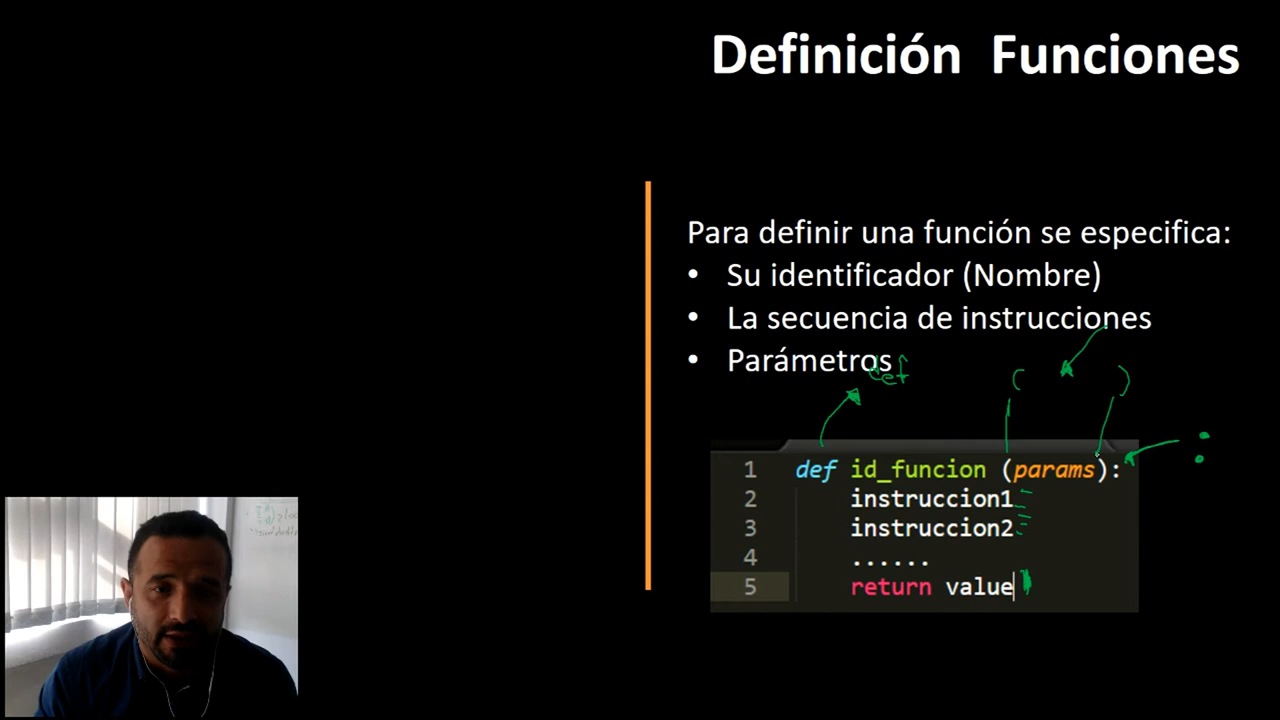 Definición Funciones
Para definir una función se especifica:
• Su identificador (Nombre)
• La secuencia de instrucciones
• Parámetros
def
( )
:
1 def id_funcion (params):
2 instruccion1
3 instruccion2
4 ......
5 return value